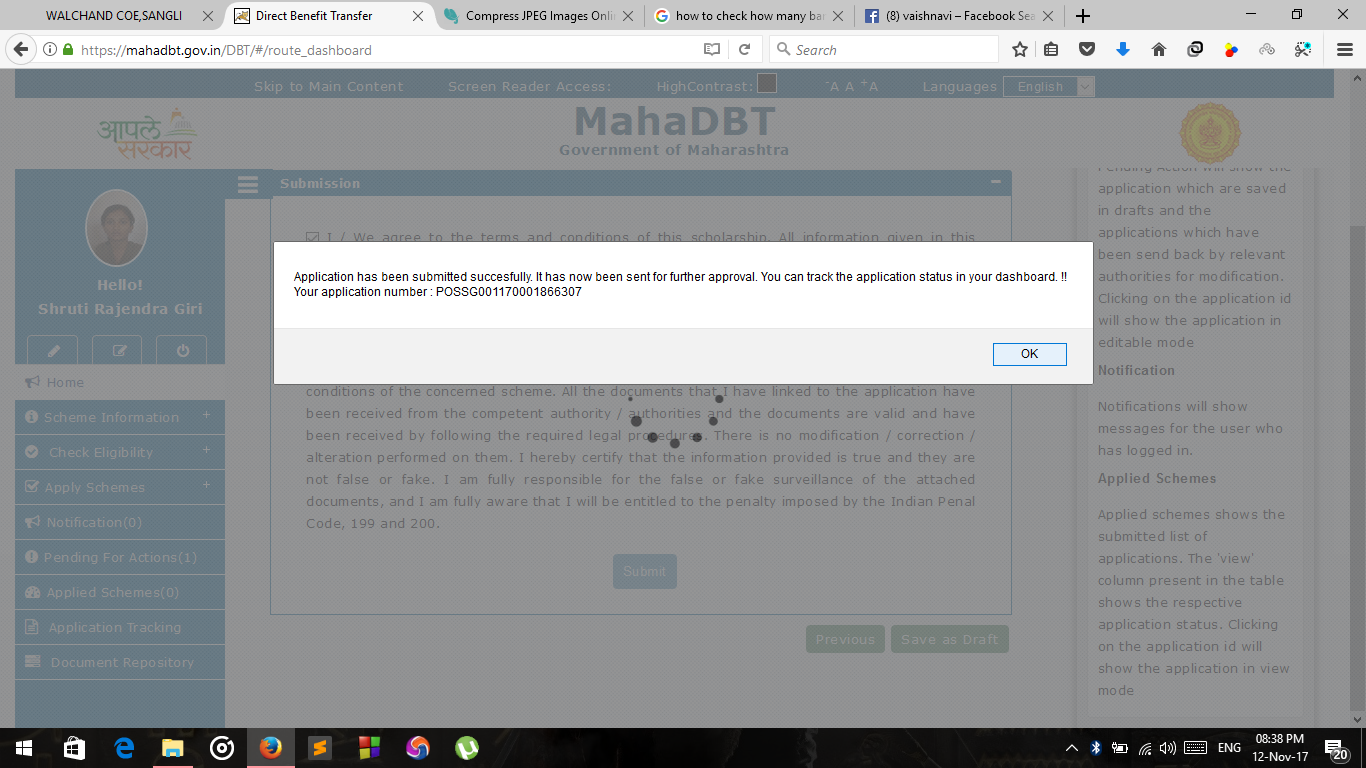 WALCHAND COE,SANGLI
Direct Benefit Transfer
Compress JPEG Images Onli
how to check how many ban
(8) vaishnavi – Facebook Sea
https://mahadbt.gov.in/DBT/#/route_dashboard
Search
Skip to Main Content
Screen Reader Access:
HighContrast:
-A A +A
Languages
English
आपले
सरकार
MahaDBT
Government of Maharashtra
Hello!
Shruti Rajendra Giri
Home
Scheme Information +
Check Eligibility +
Apply Schemes +
Notification(0)
Pending For Actions(1)
Applied Schemes(0)
Application Tracking
Document Repository
Submission
I / We agree to the terms and conditions of this scholarship. All information given in this
Application has been submitted succesfully. It has now been sent for further approval. You can track the application status in your dashboard. !!
Your application number : POSSG001170001866307
OK
conditions of the concerned scheme. All the documents that I have linked to the application have
been received from the competent authority / authorities and the documents are valid and have
been received by following the required legal procedures. There is no modification / correction /
alteration performed on them. I hereby certify that the information provided is true and they are
not false or fake. I am fully responsible for the false or fake surveillance of the attached
documents, and I am fully aware that I will be entitled to the penalty imposed by the Indian Penal
Code, 199 and 200.
Submit
Previous
Save as Draft
Pending Action will show the
application which are saved
in drafts and the
applications which have
been send back by relevant
authorities for modification.
Clicking on the application id
will show the application in
editable mode
Notification
Notifications will show
messages for the user who
has logged in.
Applied Schemes
Applied schemes shows the
submitted list of
applications. The 'view'
column present in the table
shows the respective
application status. Clicking
on the application id will
show the application in view
mode
ENG
08:38 PM
12-Nov-17
20